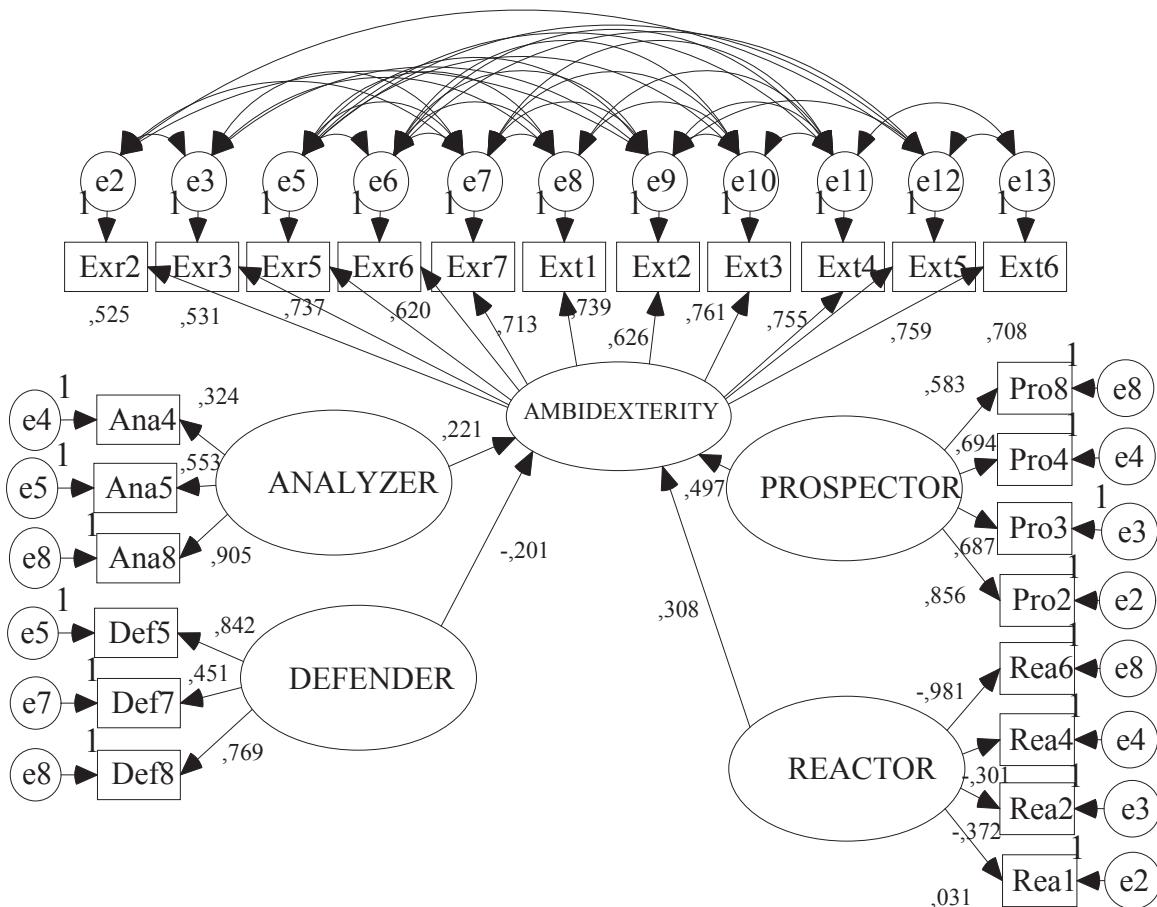 e2 e3 e5 e6 e7 e8 e9 e10 e11 e12 e13
1 1 1 1 1 1 1 1 1 1 1
Exr2 Exr3 Exr5 Exr6 Exr7 Ext1 Ext2 Ext3 Ext4 Ext5 Ext6
,525 ,531 ,737 ,620 ,713 ,739 ,626 ,761 ,755 ,759 ,708
AMBIDEXTERITY
e4 1 Ana4 ,324
e5 1 Ana5 ,553
e8 1 Ana8 ,905
ANALYZER
,221
e5 1 Def5 ,842
e7 1 Def7 ,451
e8 1 Def8 ,769
DEFENDER
-,201
PROSPECTOR
,497
,583 Pro8 1 e8
,694 Pro4 1 e4
,687 Pro3 1 e3
,856 Pro2 1 e2
REACTOR
,308
-,981 Rea6 1 e8
-,301 Rea4 1 e4
-,372 Rea2 1 e3
,031 Rea1 1 e2